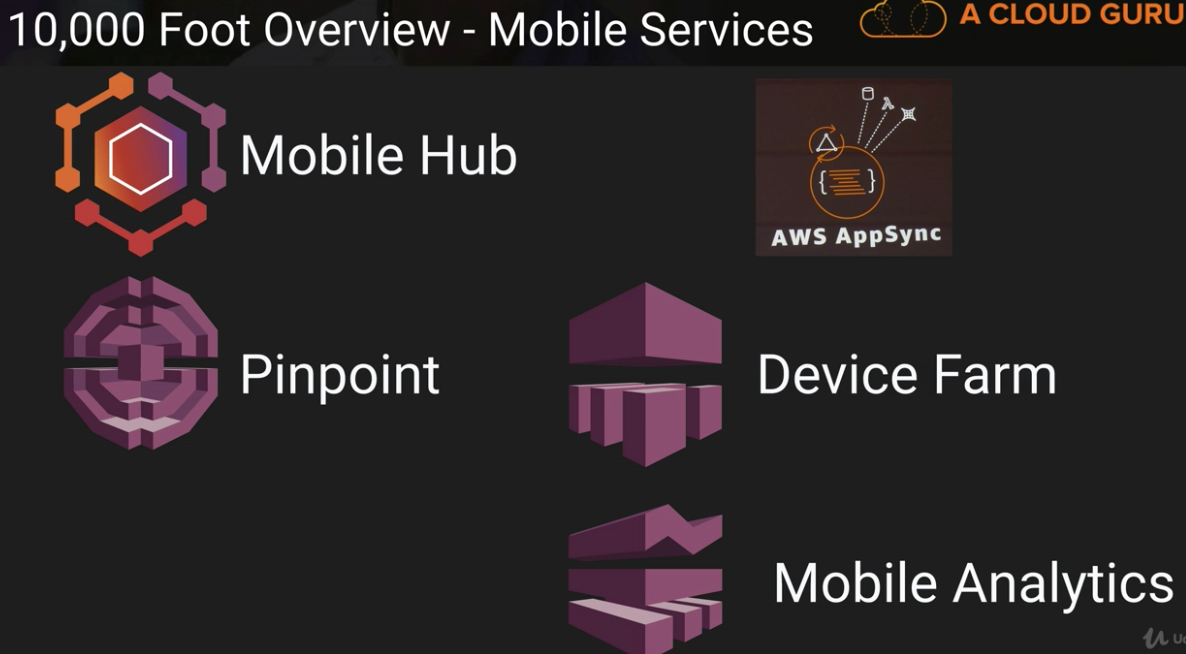 10,000 Foot Overview - Mobile Services
A CLOUD GURU
Mobile Hub
AWS AppSync
Pinpoint
Device Farm
Mobile Analytics